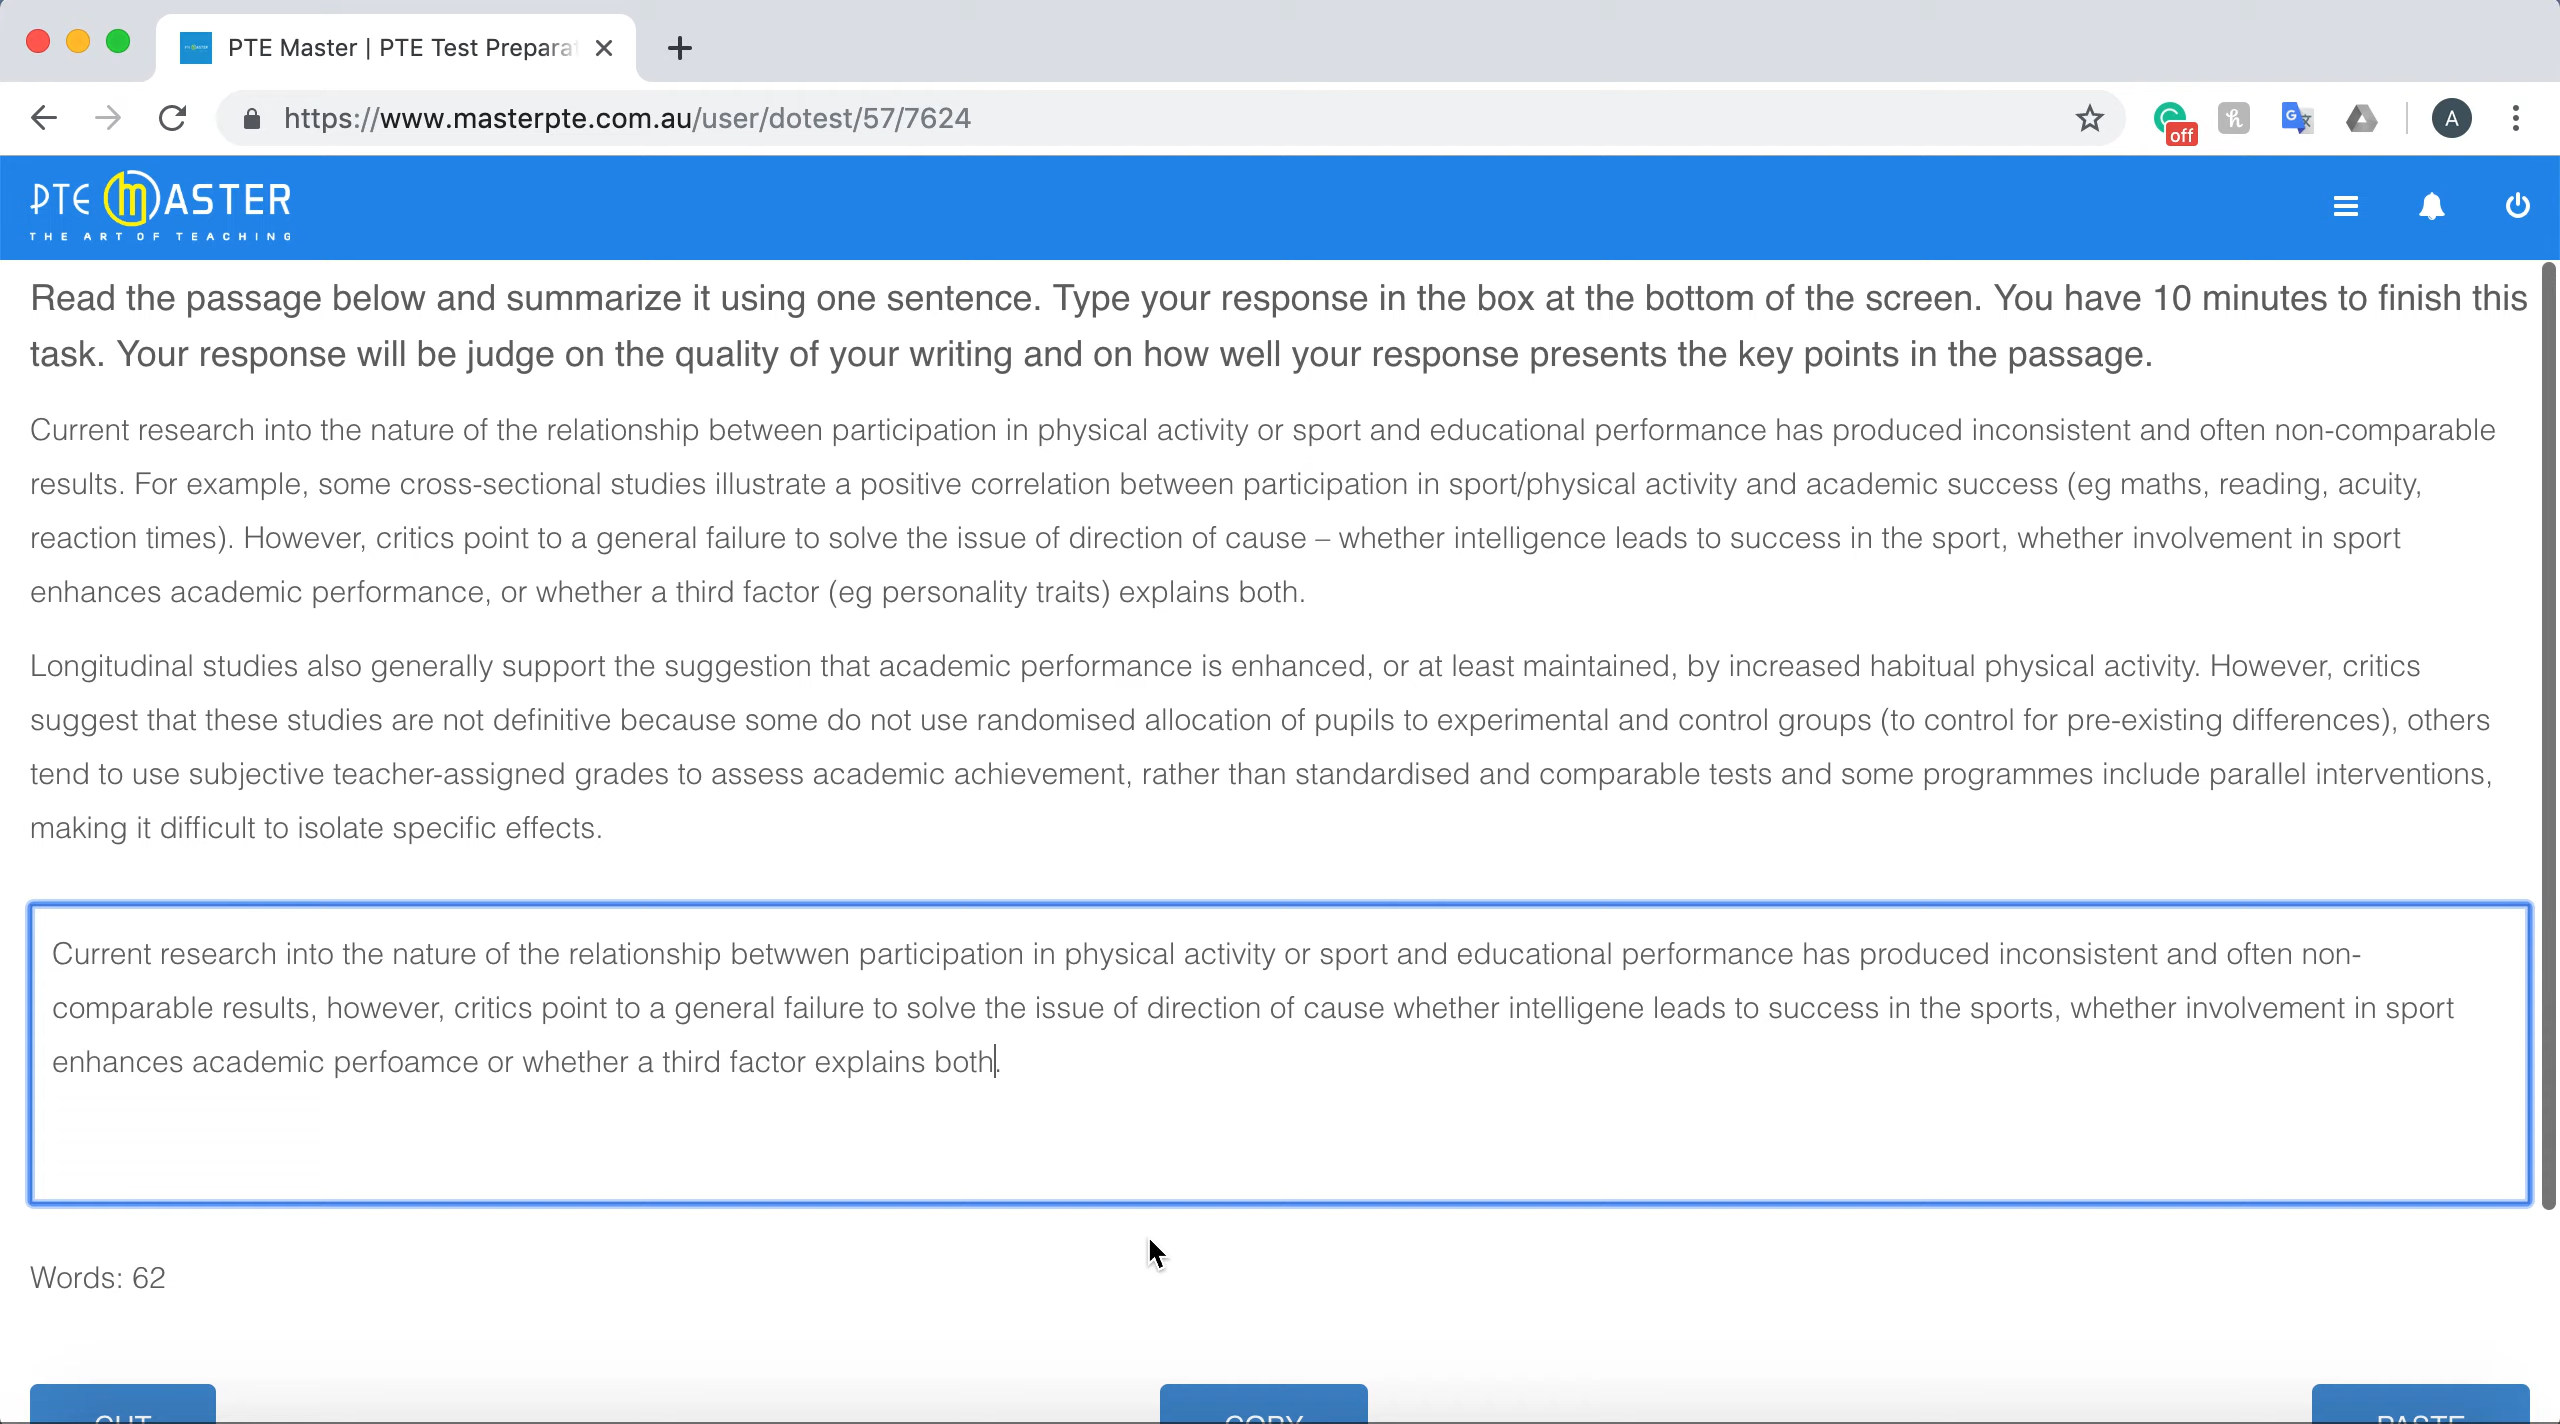 PTE Master | PTE Test Prepara
https://www.masterpte.com.au/user/dotest/57/7624
off
A
PTE MASTER
THE ART OF TEACHING
Read the passage below and summarize it using one sentence. Type your response in the box at the bottom of the screen. You have 10 minutes to finish this
task. Your response will be judge on the quality of your writing and on how well your response presents the key points in the passage.
Current research into the nature of the relationship between participation in physical activity or sport and educational performance has produced inconsistent and often non-comparable
results. For example, some cross-sectional studies illustrate a positive correlation between participation in sport/physical activity and academic success (eg maths, reading, acuity,
reaction times). However, critics point to a general failure to solve the issue of direction of cause – whether intelligence leads to success in the sport, whether involvement in sport
enhances academic performance, or whether a third factor (eg personality traits) explains both.
Longitudinal studies also generally support the suggestion that academic performance is enhanced, or at least maintained, by increased habitual physical activity. However, critics
suggest that these studies are not definitive because some do not use randomised allocation of pupils to experimental and control groups (to control for pre-existing differences), others
tend to use subjective teacher-assigned grades to assess academic achievement, rather than standardised and comparable tests and some programmes include parallel interventions,
making it difficult to isolate specific effects.
Current research into the nature of the relationship betwwen participation in physical activity or sport and educational performance has produced inconsistent and often non-
comparable results, however, critics point to a general failure to solve the issue of direction of cause whether intelligene leads to success in the sports, whether involvement in sport
enhances academic perfoamce or whether a third factor explains both.
Words: 62
CUT
COPY
PASTE